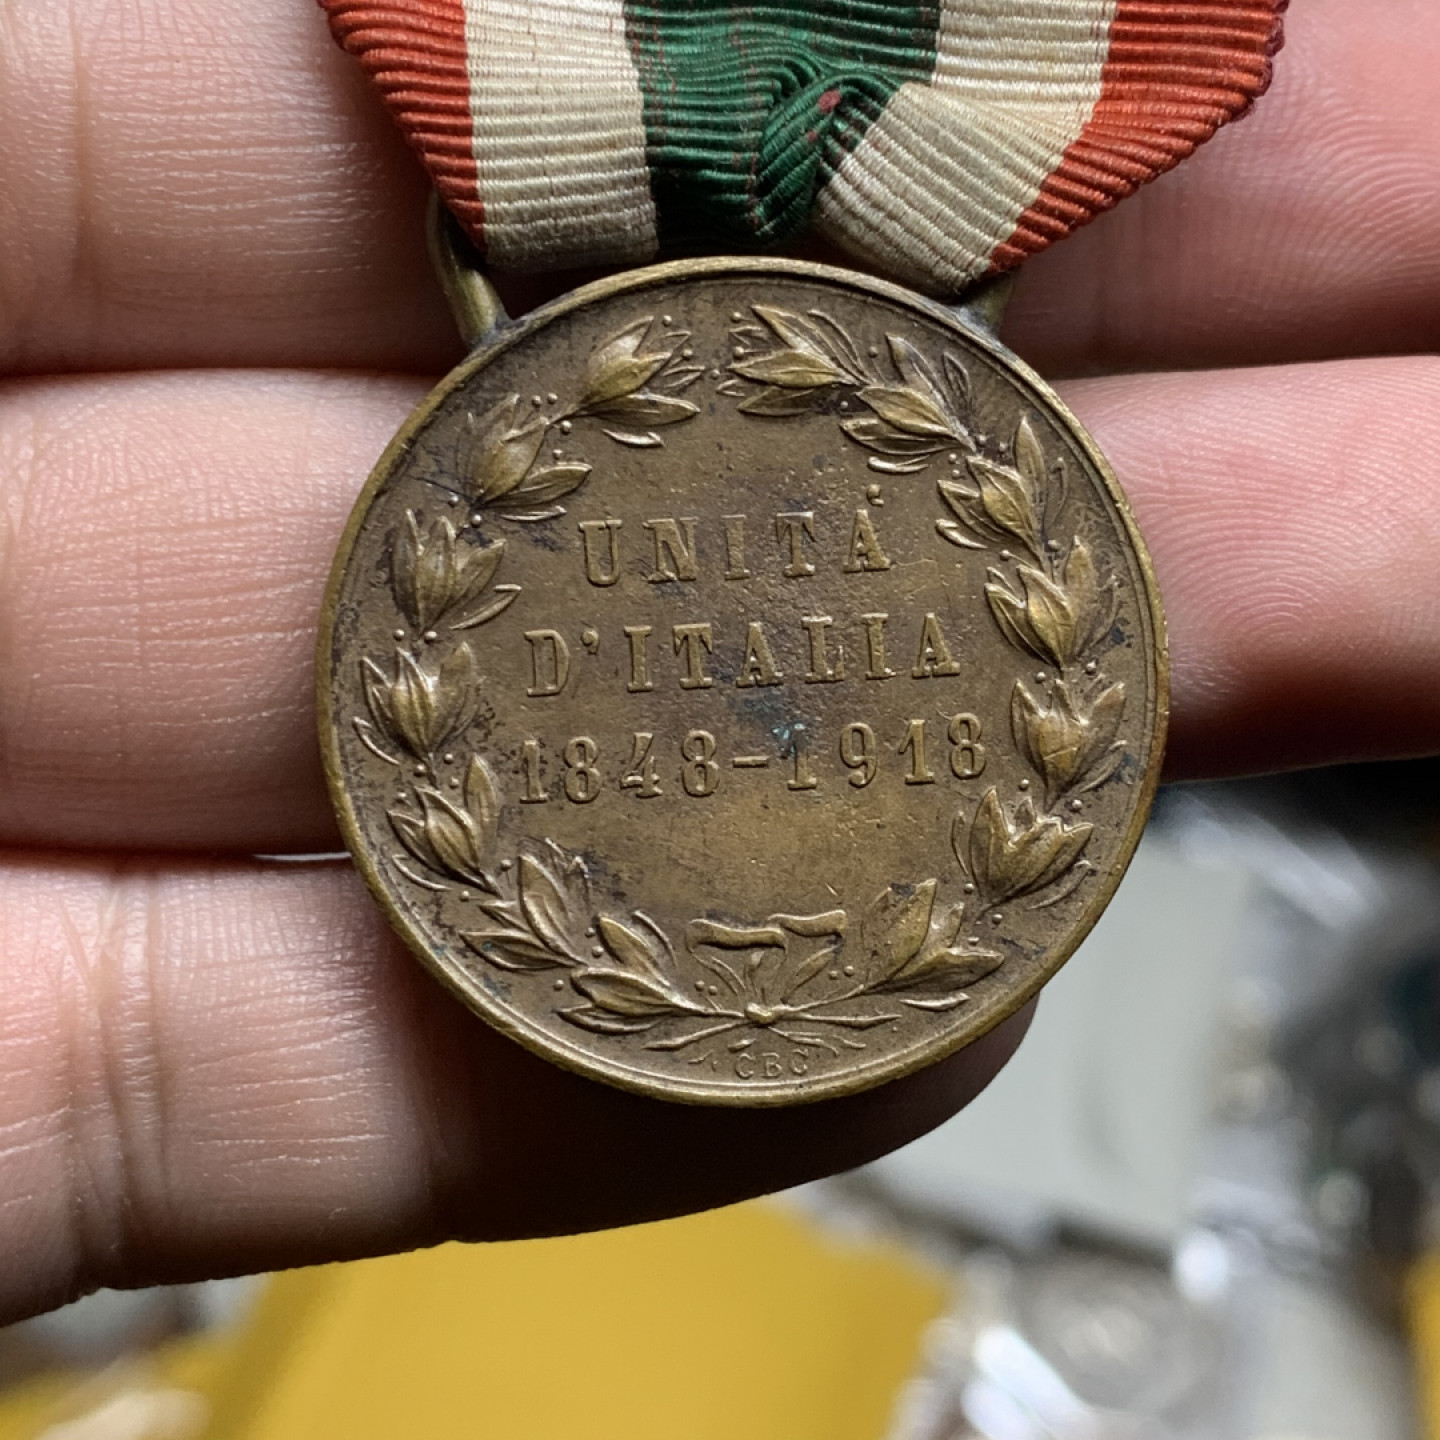 UNITÀ
D'ITALIA
1848-1918
CBC